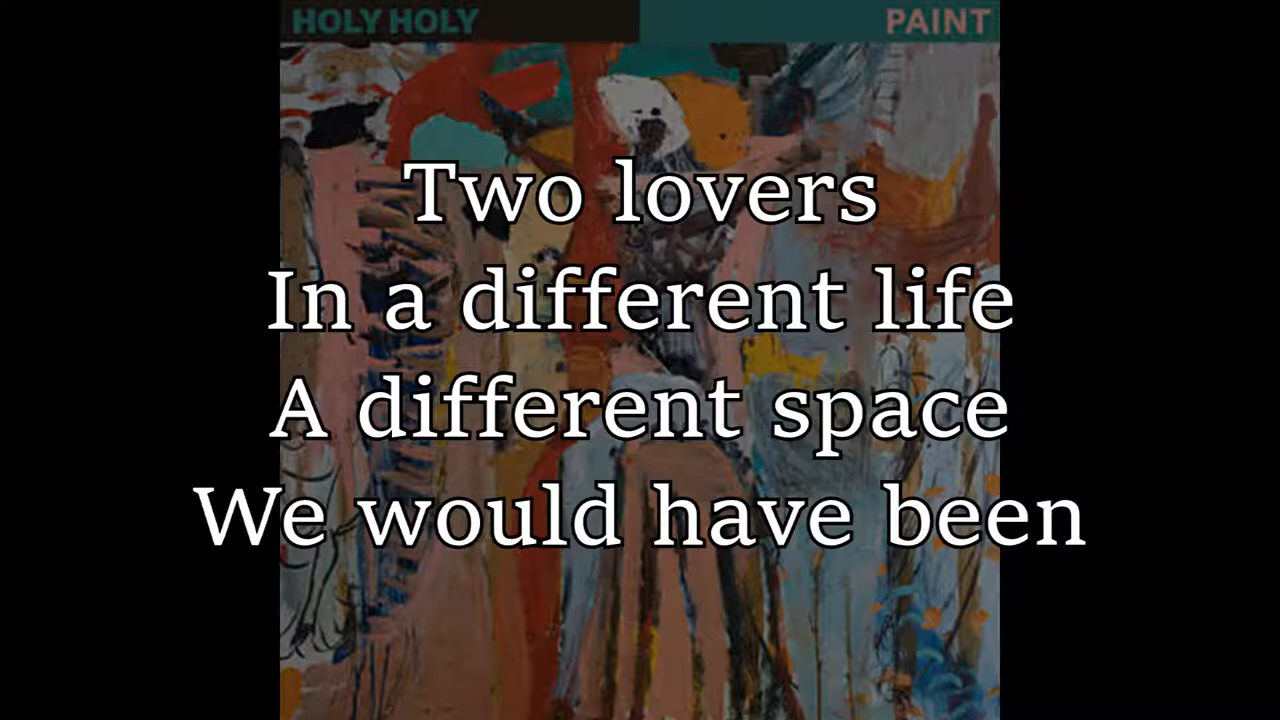 HOLY HOLY
PAINT
Two lovers
In a different life
A different space
We would have been